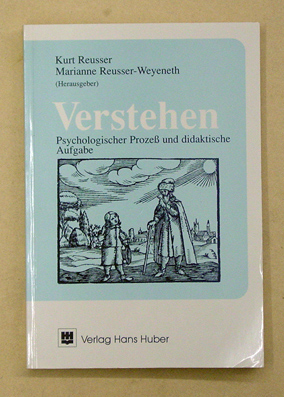 Kurt Reusser
Marianne Reusser-Weyeneth
(Herausgeber)
Verstehen
Psychologischer Prozeß und didaktische
Aufgabe
Verlag Hans Huber